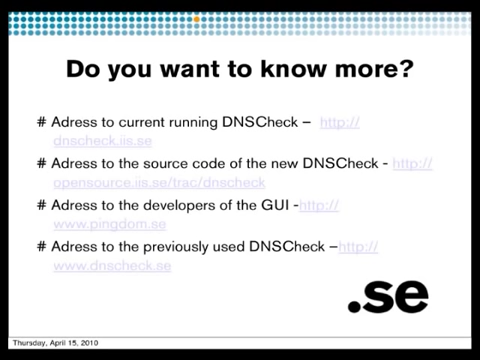 Do you want to know more?
# Adress to current running DNSCheck – http://
dnscheck.iis.se
# Adress to the source code of the new DNSCheck - http://
opensource.iis.se/trac/dnscheck
# Adress to the developers of the GUI -http://
www.pingdom.se
# Adress to the previously used DNSCheck –http://
www.dnscheck.se
.se
Thursday, April 15, 2010